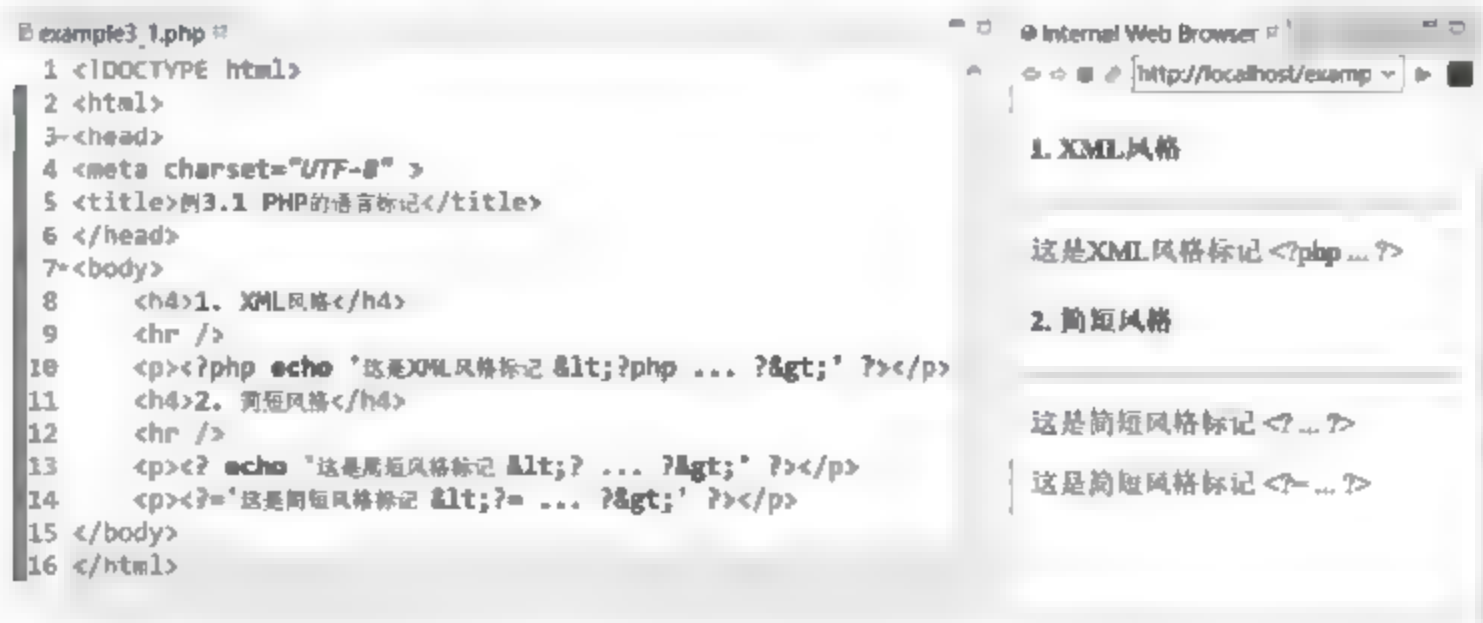 example3_1.php
1 <!DOCTYPE html>
2 <html>
3 <head>
4 <meta charset="UTF-8" >
5 <title>例3.1 PHP的语言标记</title>
6 </head>
7 <body>
8 <h4>1. XML风格</h4>
9 <hr />
10 <p><?php echo '这是XML风格标记 &lt;?php ... ?&gt;' ?></p>
11 <h4>2. 简短风格</h4>
12 <hr />
13 <p><? echo '这是简短风格标记 &lt;? ... ?&gt;' ?></p>
14 <p><?='这是简短风格标记 &lt;?= ... ?&gt;' ?></p>
15 </body>
16 </html>
Internal Web Browser
http://localhost/examp
1. XML风格
这是XML风格标记 <?php ... ?>
2. 简短风格
这是简短风格标记 <? ... ?>
这是简短风格标记 <?= ... ?>